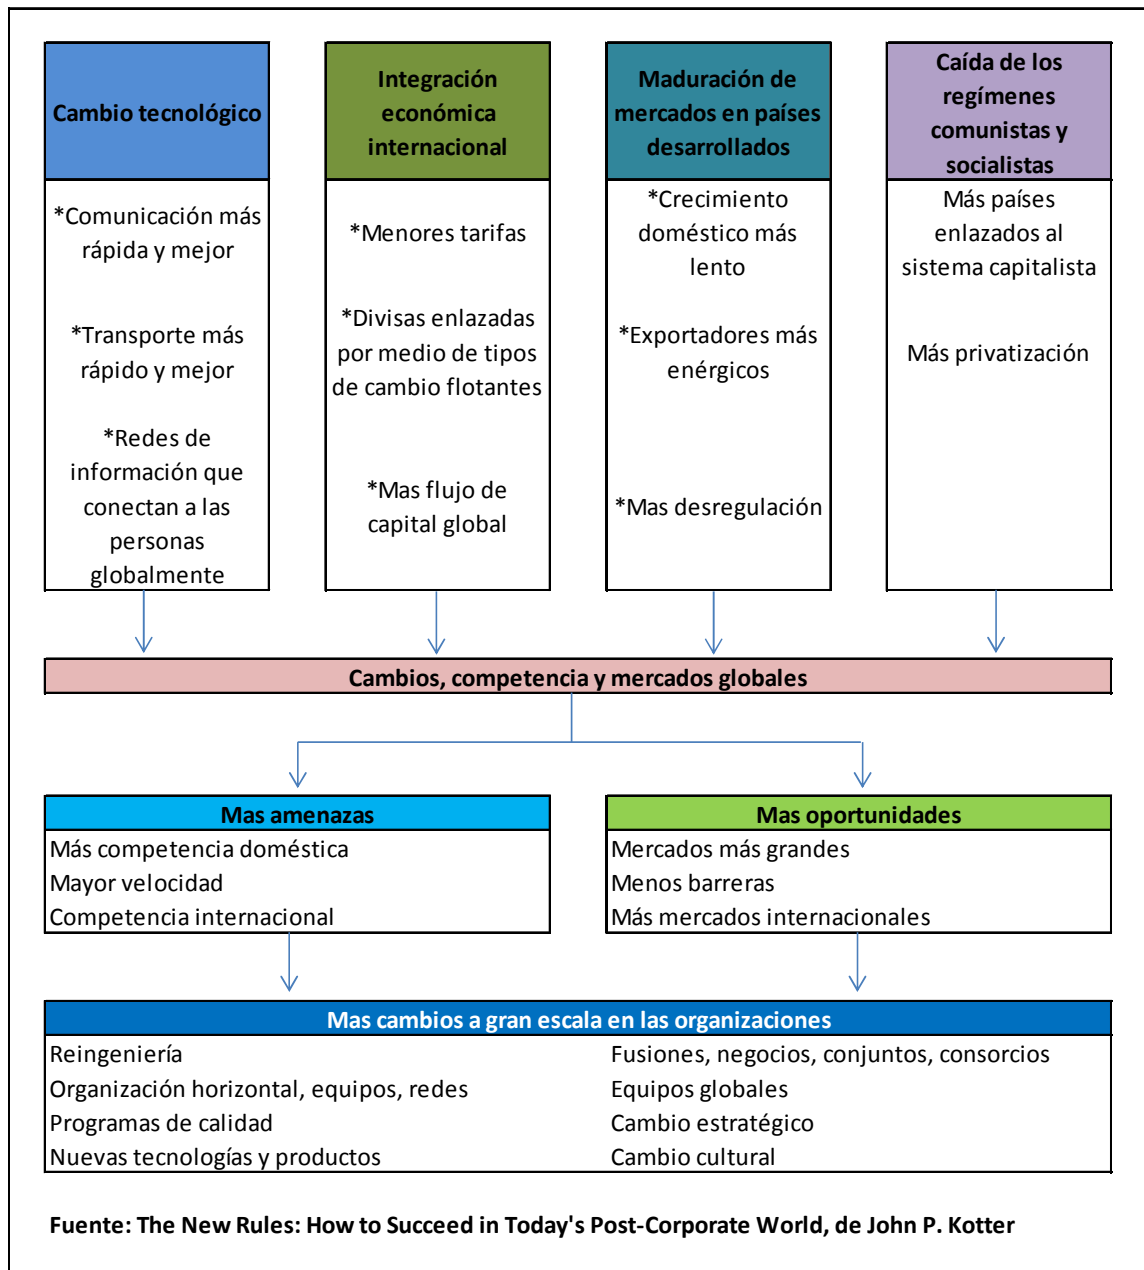 Cambio tecnológico
*Comunicación más
rápida y mejor
*Transporte más
rápido y mejor
*Redes de
información que
conectan a las
personas
globalmente
Integración
económica
internacional
*Menores tarifas
*Divisas enlazadas
por medio de tipos
de cambio flotantes
*Mas flujo de
capital global
Maduración de
mercados en países
desarrollados
*Crecimiento
doméstico más
lento
*Exportadores más
enérgicos
*Mas desregulación
Caída de los
regímenes
comunistas y
socialistas
Más países
enlazados al
sistema capitalista
Más privatización
Cambios, competencia y mercados globales
Mas amenazas
Más competencia doméstica
Mayor velocidad
Competencia internacional
Mas oportunidades
Mercados más grandes
Menos barreras
Más mercados internacionales
Mas cambios a gran escala en las organizaciones
Reingeniería
Organización horizontal, equipos, redes
Programas de calidad
Nuevas tecnologías y productos
Fusiones, negocios, conjuntos, consorcios
Equipos globales
Cambio estratégico
Cambio cultural
Fuente: The New Rules: How to Succeed in Today's Post-Corporate World, de John P. Kotter